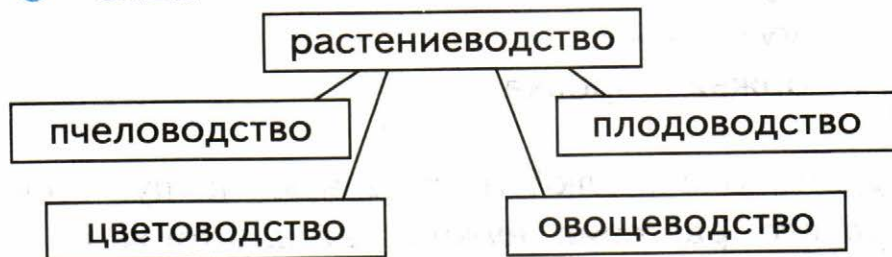 растениеводство
пчеловодство
плодоводство
цветоводство
овощеводство